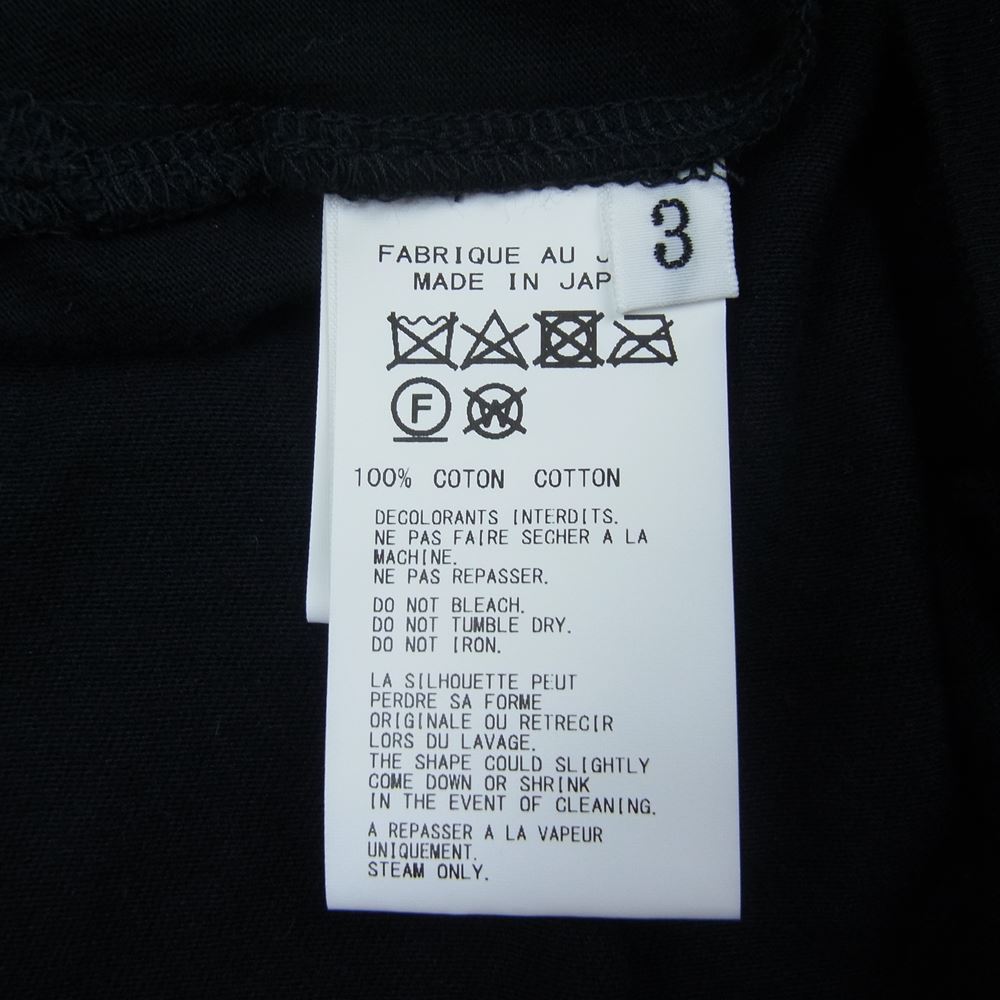 3
FABRIQUE AU
MADE IN JAP
F
W
100% COTON COTTON
DECOLORANTS INTERDITS.
NE PAS FAIRE SECHER A LA
MACHINE.
NE PAS REPASSER.
DO NOT BLEACH.
DO NOT TUMBLE DRY.
DO NOT IRON.
LA SILHOUETTE PEUT
PERDRE SA FORME
ORIGINALE OU RETRECIR
LORS DU LAVAGE.
THE SHAPE COULD SLIGHTLY
COME DOWN OR SHRINK
IN THE EVENT OF CLEANING.
A REPASSER A LA VAPEUR
UNIQUEMENT.
STEAM ONLY.